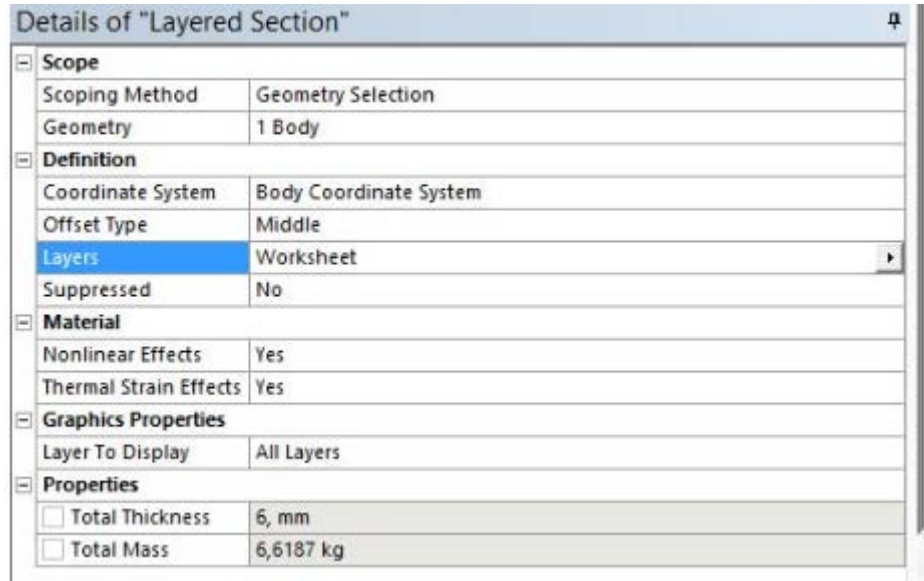 Details of "Layered Section"
Scope
Scoping Method Geometry Selection
Geometry 1 Body
Definition
Coordinate System Body Coordinate System
Offset Type Middle
Layers Worksheet
Suppressed No
Material
Nonlinear Effects Yes
Thermal Strain Effects Yes
Graphics Properties
Layer To Display All Layers
Properties
Total Thickness 6, mm
Total Mass 6,6187 kg